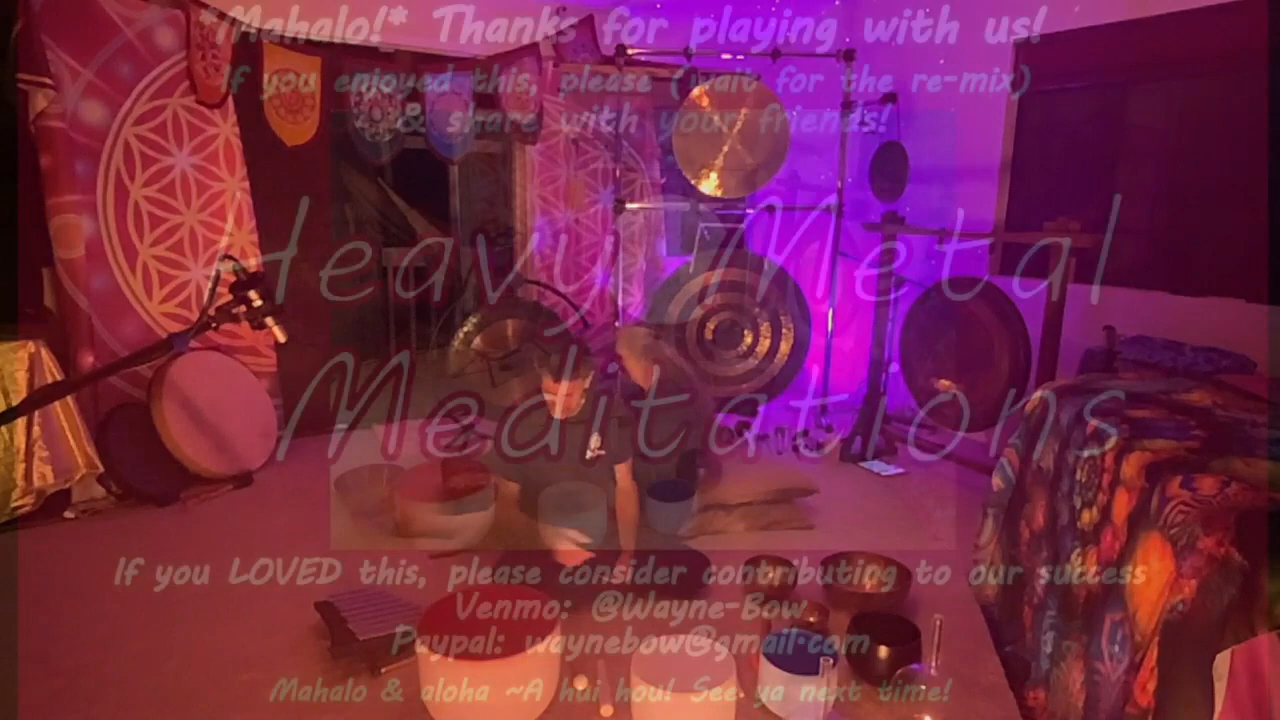 *Mahalo!* Thanks for playing with us!
If you enjoyed this, please (wait for the re-mix)
& share with your friends!
Heavy Metal
Meditations
If you LOVED this, please consider contributing to our success
Venmo: @Wayne-Bow
Paypal: waynebow@gmail.com
Mahalo & aloha ~A hui hou! See ya next time!